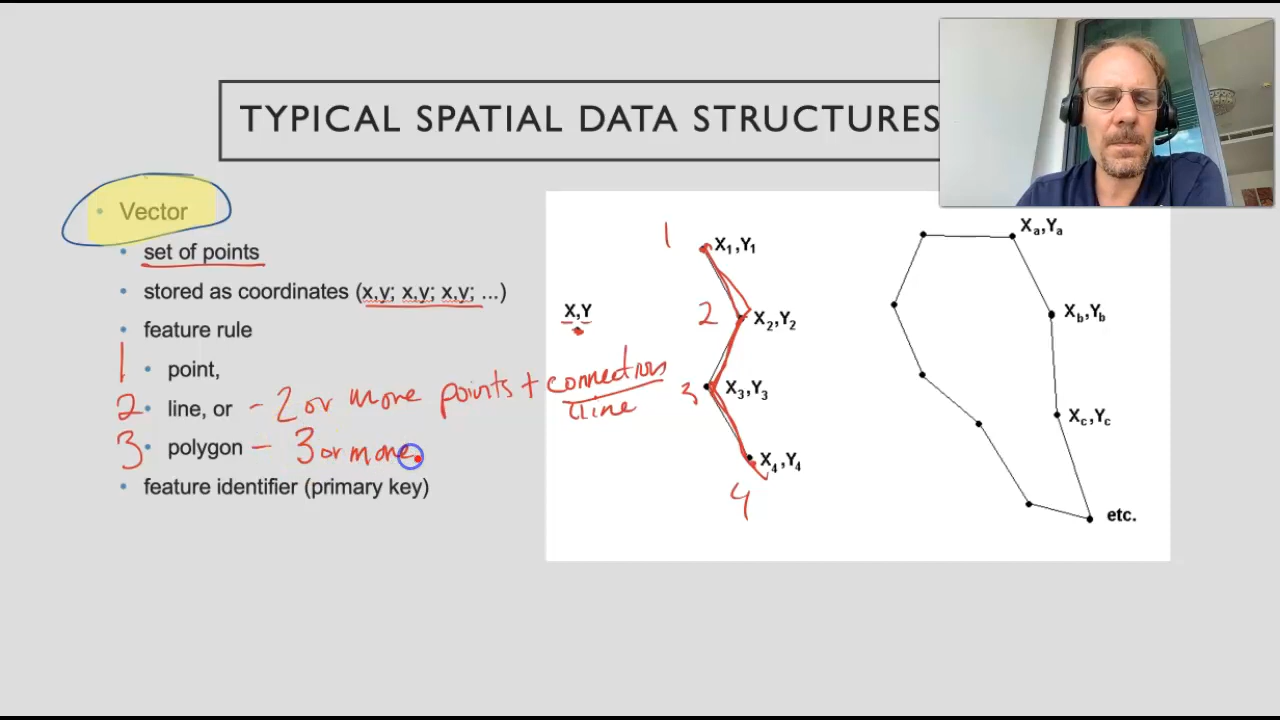 TYPICAL SPATIAL DATA STRUCTURES
• Vector
• set of points
• stored as coordinates (x,y; x,y; x,y; ...)
• feature rule
1 • point,
2 • line, or - 2 or more points + connections
line
3 • polygon - 3 or more
• feature identifier (primary key)
X,Y
1 X1,Y1
2 X2,Y2
3 X3,Y3
X4,Y4
4
Xa,Ya
Xb,Yb
Xc,Yc
etc.